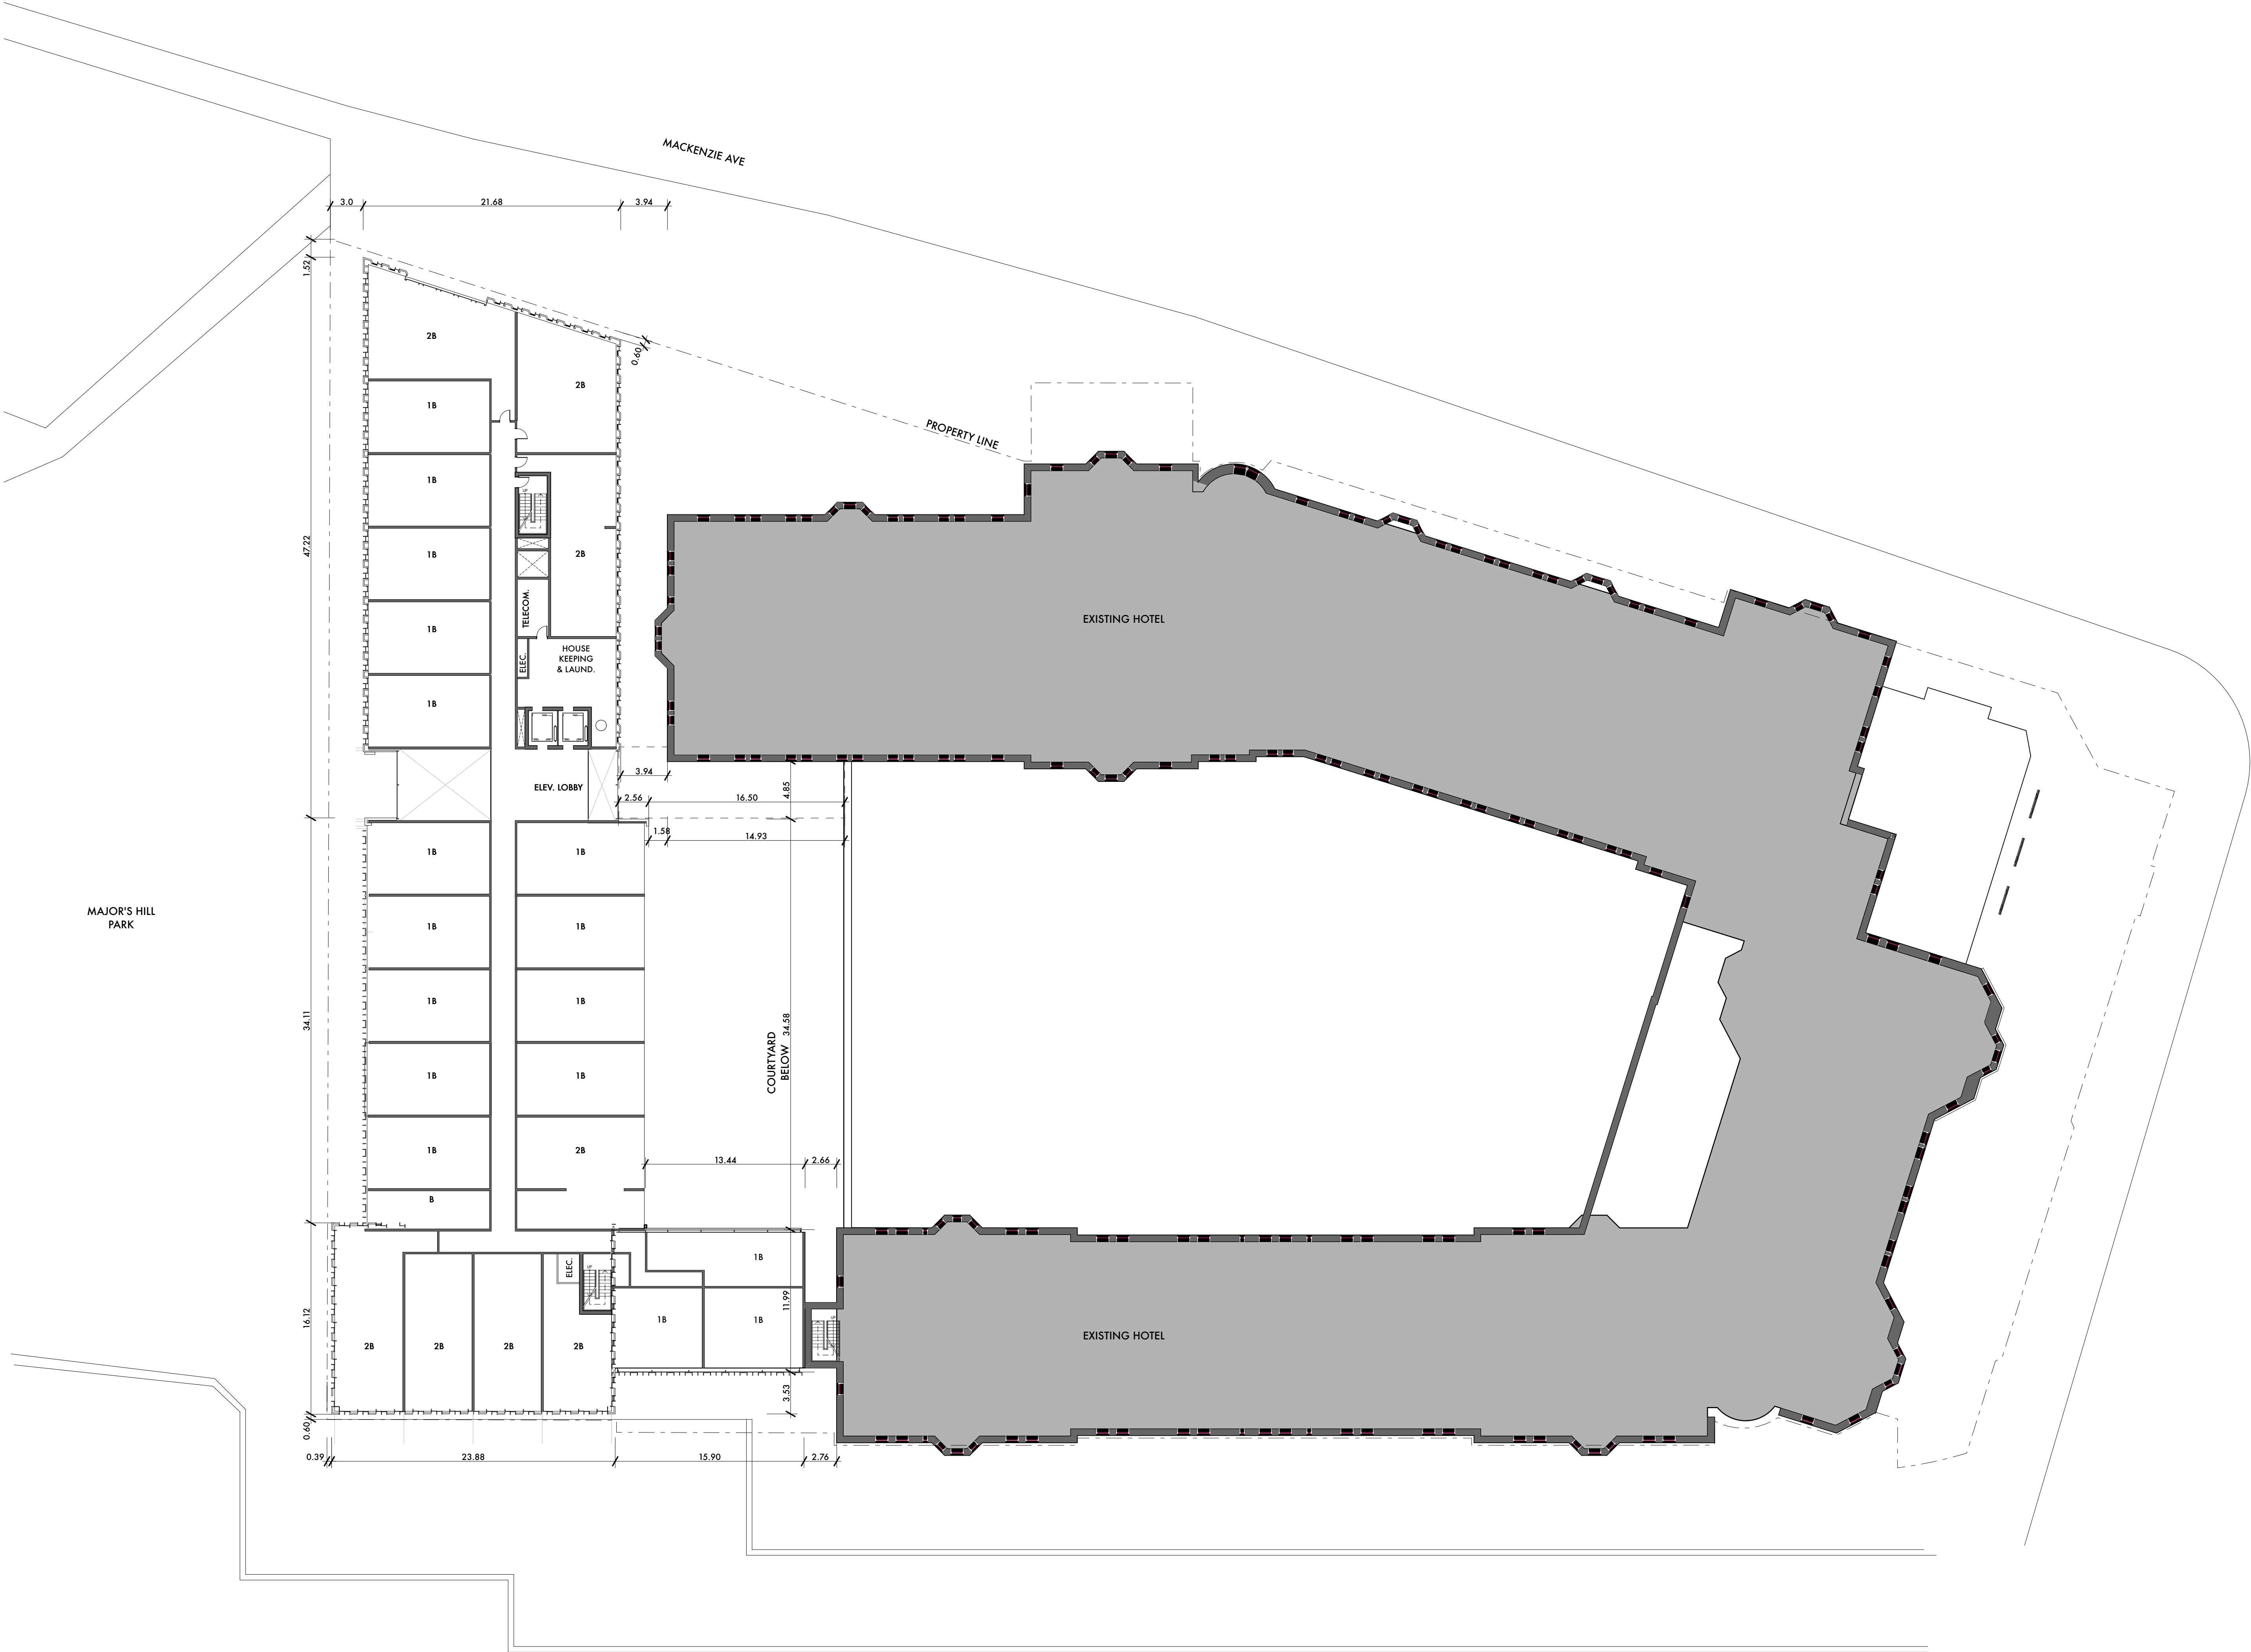 MACKENZIE AVE
3.0
21.68
3.94
1.52
0.60
2B
2B
1B
PROPERTY LINE
1B
UP
47.22
1B
2B
TELECOM.
EXISTING HOTEL
1B
ELEC.
HOUSE
KEEPING
& LAUND.
1B
3.94
ELEV. LOBBY
2.56
16.50
4.85
1.58
14.93
1B
1B
MAJOR'S HILL
PARK
1B
1B
1B
1B
34.11
34.58
COURTYARD
BELOW
1B
1B
1B
2B
13.44
2.66
B
1B
ELEC.
UP
11.99
16.12
1B
1B
UP
EXISTING HOTEL
2B
2B
2B
2B
3.53
0.60
0.39
23.88
15.90
2.76